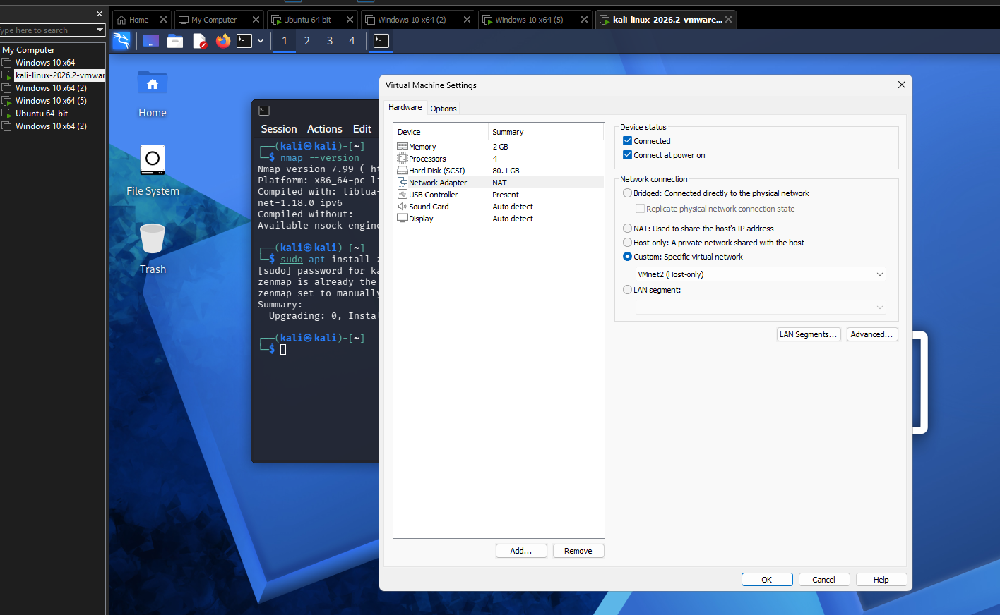 Type here to search
My Computer
Windows 10 x64
kali-linux-2026.2-vmwar
Windows 10 x64 (2)
Windows 10 x64 (5)
Ubuntu 64-bit
Windows 10 x64 (2)
Home
My Computer
Ubuntu 64-bit
Windows 10 x64 (2)
Windows 10 x64 (5)
kali-linux-2026.2-vmware...
1 2 3 4
Home
File System
Trash
Session Actions Edit
┌──(kali㉿kali)-[~]
└─$ nmap --version
Nmap version 7.99 ( ht
Platform: x86_64-pc-li
Compiled with: liblua-
net-1.18.0 ipv6
Compiled without:
Available nsock engine
┌──(kali㉿kali)-[~]
└─$ sudo apt install z
[sudo] password for ka
zenmap is already the
zenmap set to manually
Summary:
Upgrading: 0, Instal
┌──(kali㉿kali)-[~]
└─$
Virtual Machine Settings
Hardware Options
Device Summary
Memory 2 GB
Processors 4
Hard Disk (SCSI) 80.1 GB
Network Adapter NAT
USB Controller Present
Sound Card Auto detect
Display Auto detect
Add... Remove
Device status
Connected
Connect at power on
Network connection
Bridged: Connected directly to the physical network
Replicate physical network connection state
NAT: Used to share the host's IP address
Host-only: A private network shared with the host
Custom: Specific virtual network
VMnet2 (Host-only)
LAN segment:
LAN Segments... Advanced...
OK Cancel Help